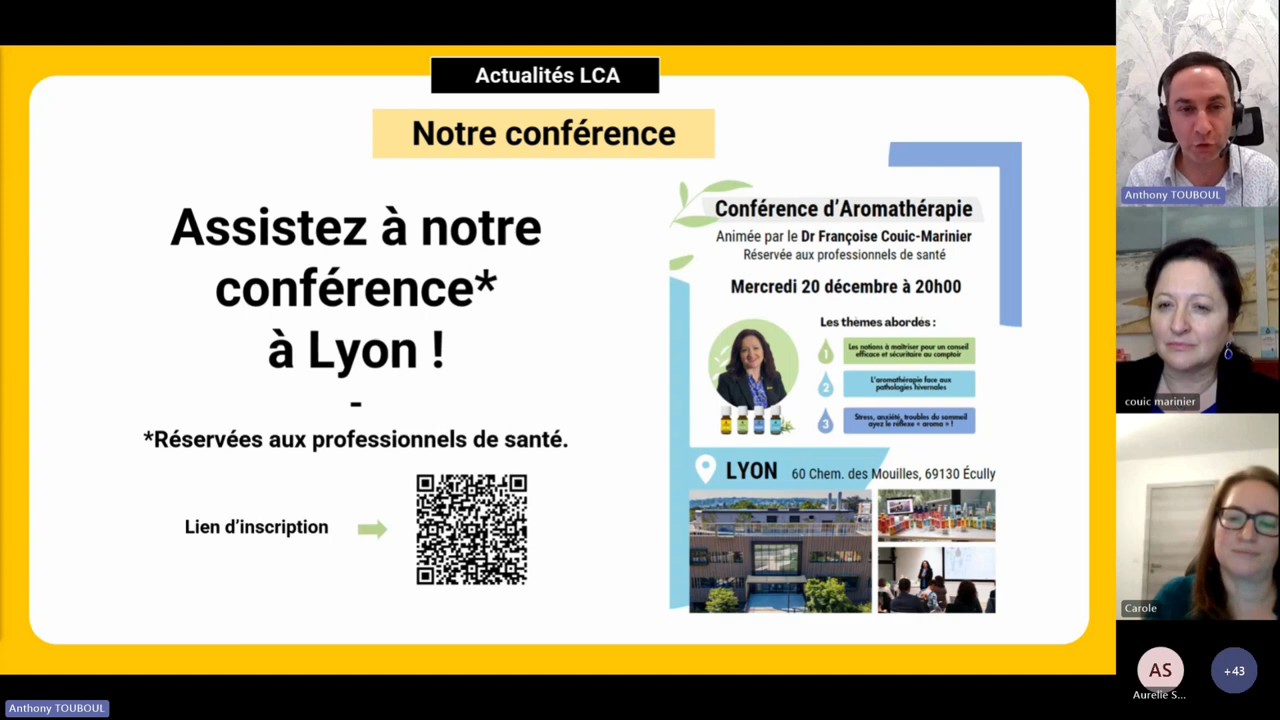 Actualités LCA
Notre conférence
Assistez à notre
conférence*
à Lyon !
-
*Réservées aux professionnels de santé.
Lien d'inscription
Conférence d'Aromathérapie
Animée par le Dr Françoise Couic-Marinier
Réservée aux professionnels de santé
Mercredi 20 décembre à 20h00
Les thèmes abordés :
1
Les notions à maîtriser pour un conseil
efficace et sécuritaire au comptoir
2
L'aromathérapie face aux
pathologies hivernales
3
Stress, anxiété, troubles du sommeil
ayez le réflexe « aroma » !
LYON
60 Chem. des Mouilles, 69130 Écully
Anthony TOUBOUL
couic marinier
Carole
AS
Aurelie S...
+43
Anthony TOUBOUL